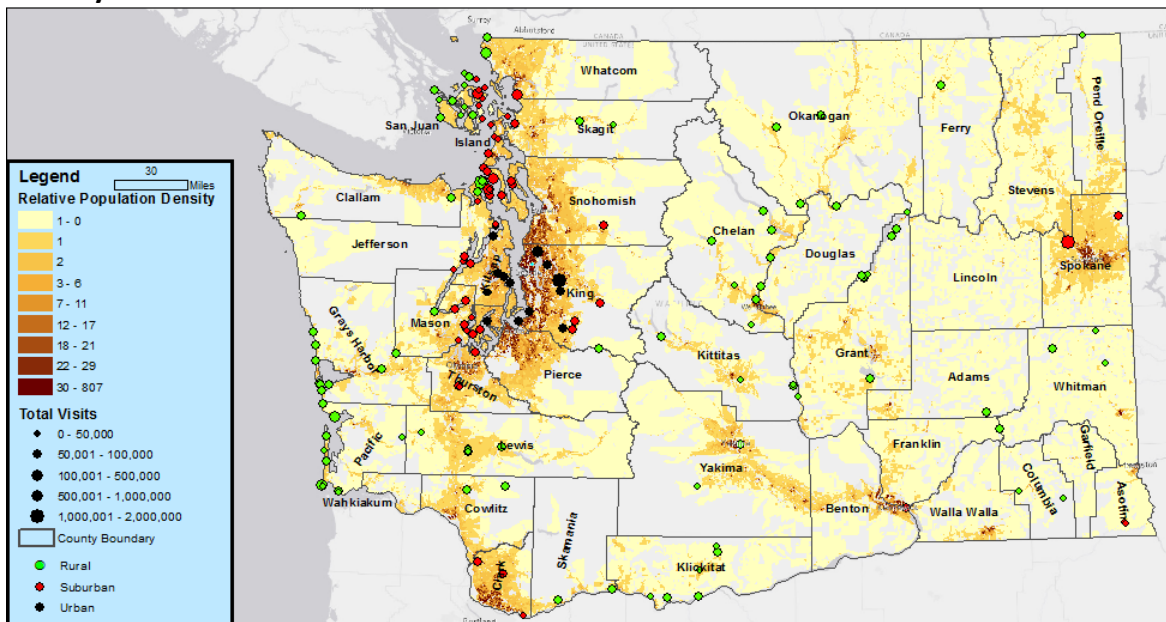 Surrey
Abbotsford
CANADA
UNITED STATES
CANADA
Whatcom
San Juan
Skagit
Okanogan
Ferry
Pend Oreille
Island
Stevens
Clallam
Snohomish
Chelan
Douglas
Jefferson
Lincoln
Spokane
Kitsap
King
Mason
Grays Harbor
Kittitas
Grant
Adams
Whitman
Thurston
Pierce
Pacific
Lewis
Yakima
Franklin
Garfield
Columbia
Asotin
Wahkiakum
Cowlitz
Skamania
Benton
Walla Walla
Clark
Klickitat
Portland
Legend
30
Miles
Relative Population Density
1 - 0
1
2
3 - 6
7 - 11
12 - 17
18 - 21
22 - 29
30 - 807
Total Visits
0 - 50,000
50,001 - 100,000
100,001 - 500,000
500,001 - 1,000,000
1,000,001 - 2,000,000
County Boundary
Rural
Suburban
Urban